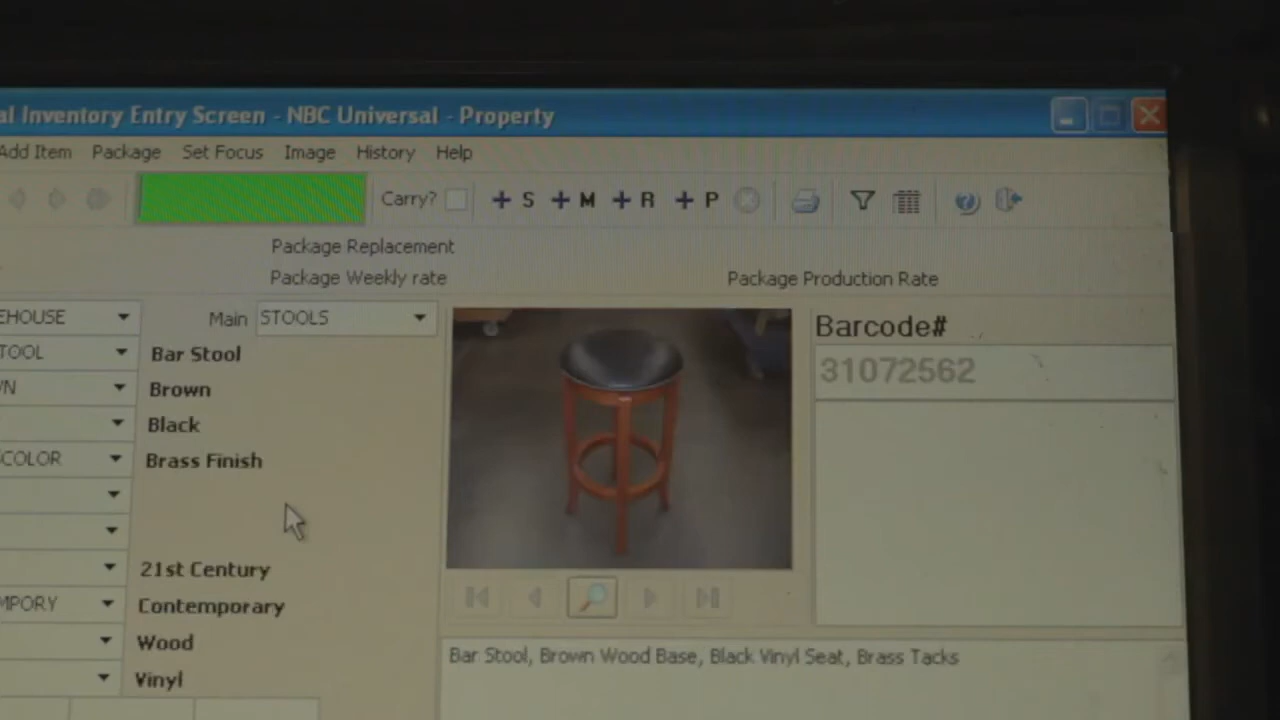 al Inventory Entry Screen - NBC Universal - Property
Add Item Package Set Focus Image History Help
Carry? + S + M + R + P
Package Replacement
Package Weekly rate Package Production Rate
EHOUSE Main STOOLS Barcode#
TOOL Bar Stool
31072562
VN Brown
Black
SCOLOR Brass Finish
21st Century
MPORY Contemporary
Wood
Bar Stool, Brown Wood Base, Black Vinyl Seat, Brass Tacks
Vinyl